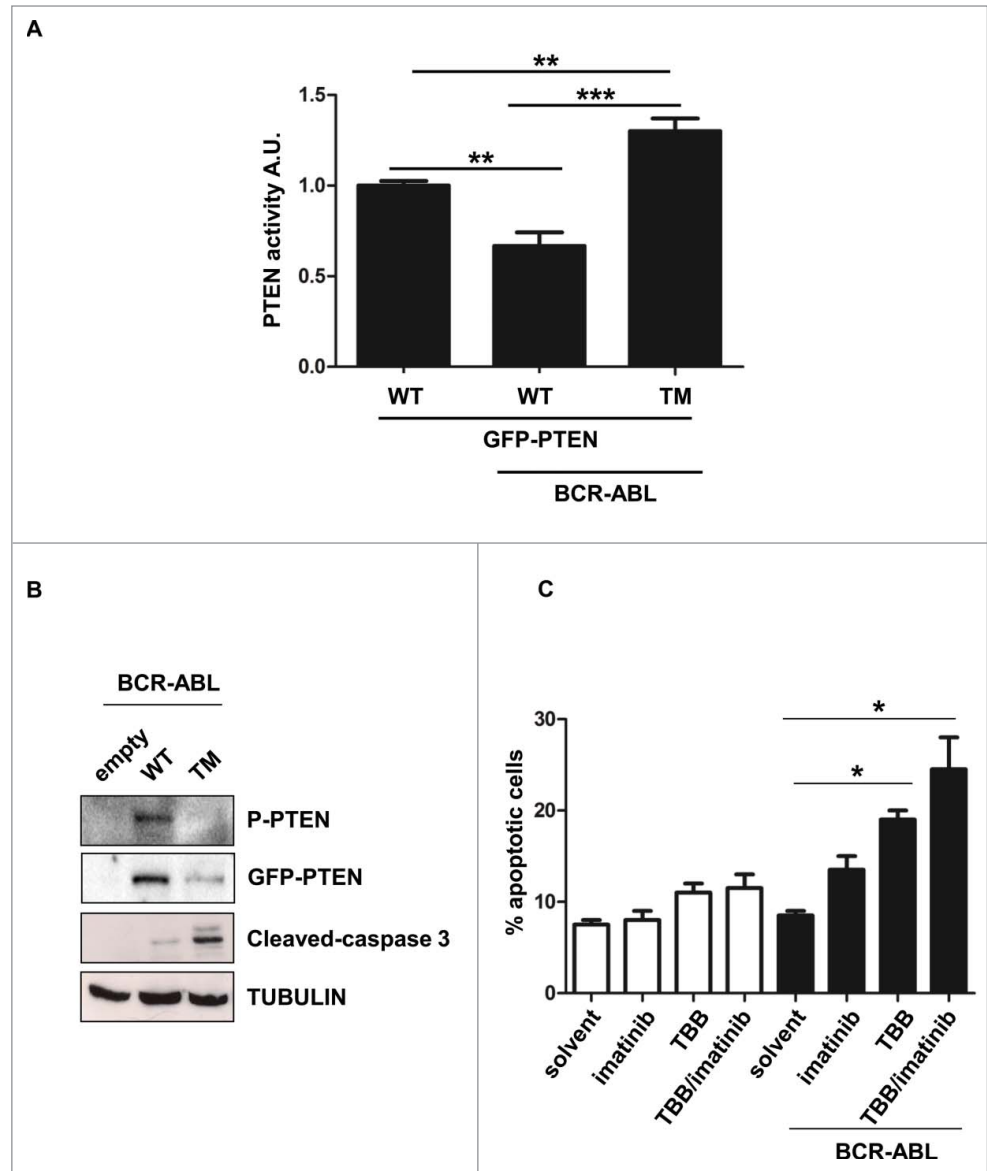 A
**
***
**
1.5
1.0
0.5
0.0
PTEN activity A.U.
WT WT TM
GFP-PTEN
BCR-ABL
B
BCR-ABL
empty WT TM
P-PTEN
GFP-PTEN
Cleaved-caspase 3
TUBULIN
C
*
*
30
20
10
0
% apoptotic cells
solvent imatinib TBB TBB/imatinib solvent imatinib TBB TBB/imatinib
BCR-ABL